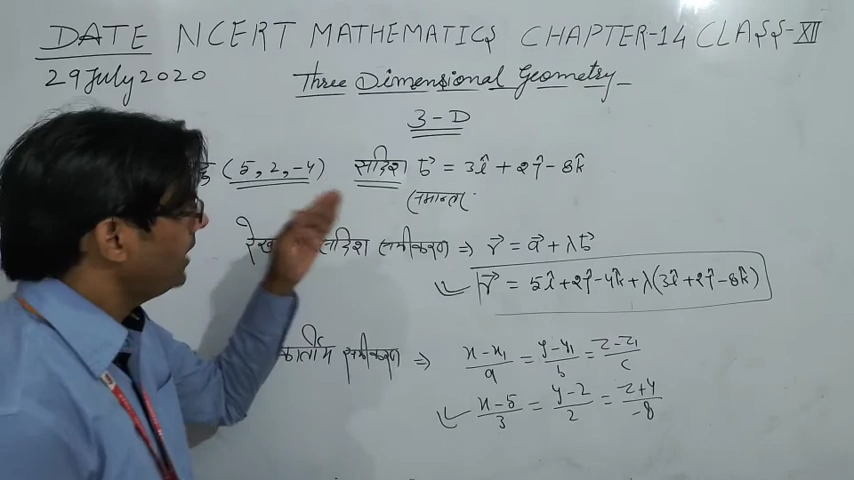 DATE NCERT MATHEMATICS CHAPTER-14 CLASS-XII
29 July 2020 Three Dimensional Geometry
3-D
(5, 2, -4) सदिश b⃗ = 3î + 2ĵ - 8k̂
सदिश समीकरण ⇒ r⃗ = a⃗ + λb⃗
r⃗ = 5î + 2ĵ - 4k̂ + λ(3î + 2ĵ - 8k̂)
समीकरण ⇒ x-x₁/a = y-y₁/b = z-z₁/c
x-5/3 = y-2/2 = z+4/-8